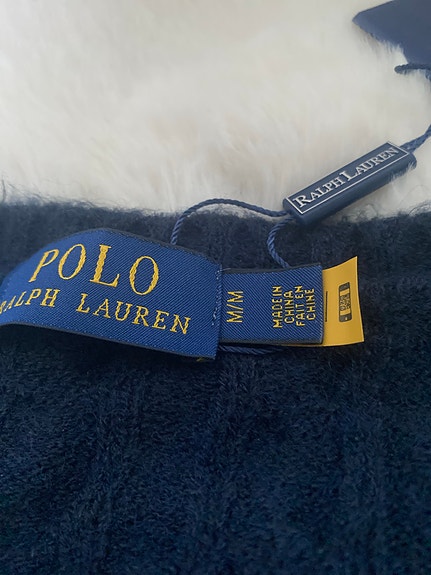 RALPH LAUREN
POLO
RALPH LAUREN
M/M
MADE IN
CHINA
FAIT EN
CHINE